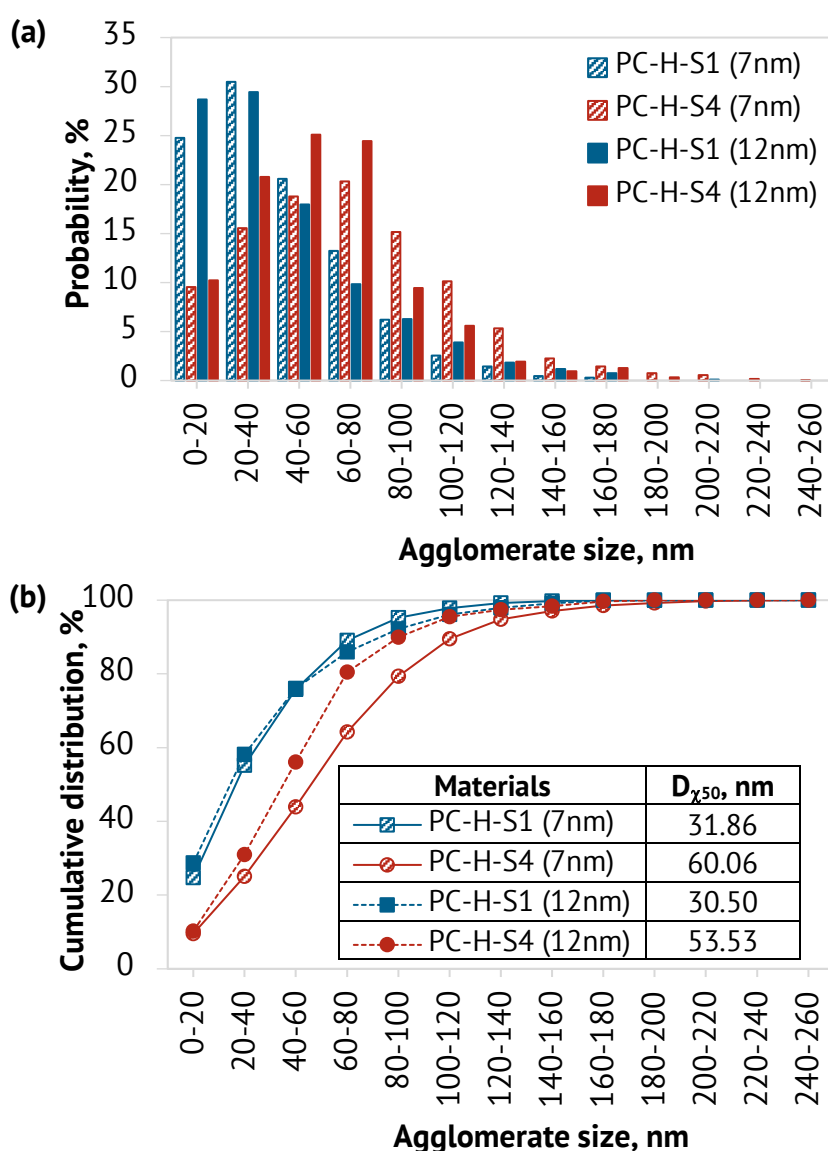 (a)
35
30
25
20
15
10
5
0
Probability, %
PC-H-S1 (7nm)
PC-H-S4 (7nm)
PC-H-S1 (12nm)
PC-H-S4 (12nm)
0-20
20-40
40-60
60-80
80-100
100-120
120-140
140-160
160-180
180-200
200-220
220-240
240-260
Agglomerate size, nm
(b)
100
80
60
40
20
0
Cumulative distribution, %
Materials Dχ50, nm
PC-H-S1 (7nm) 31.86
PC-H-S4 (7nm) 60.06
PC-H-S1 (12nm) 30.50
PC-H-S4 (12nm) 53.53
0-20
20-40
40-60
60-80
80-100
100-120
120-140
140-160
160-180
180-200
200-220
220-240
240-260
Agglomerate size, nm